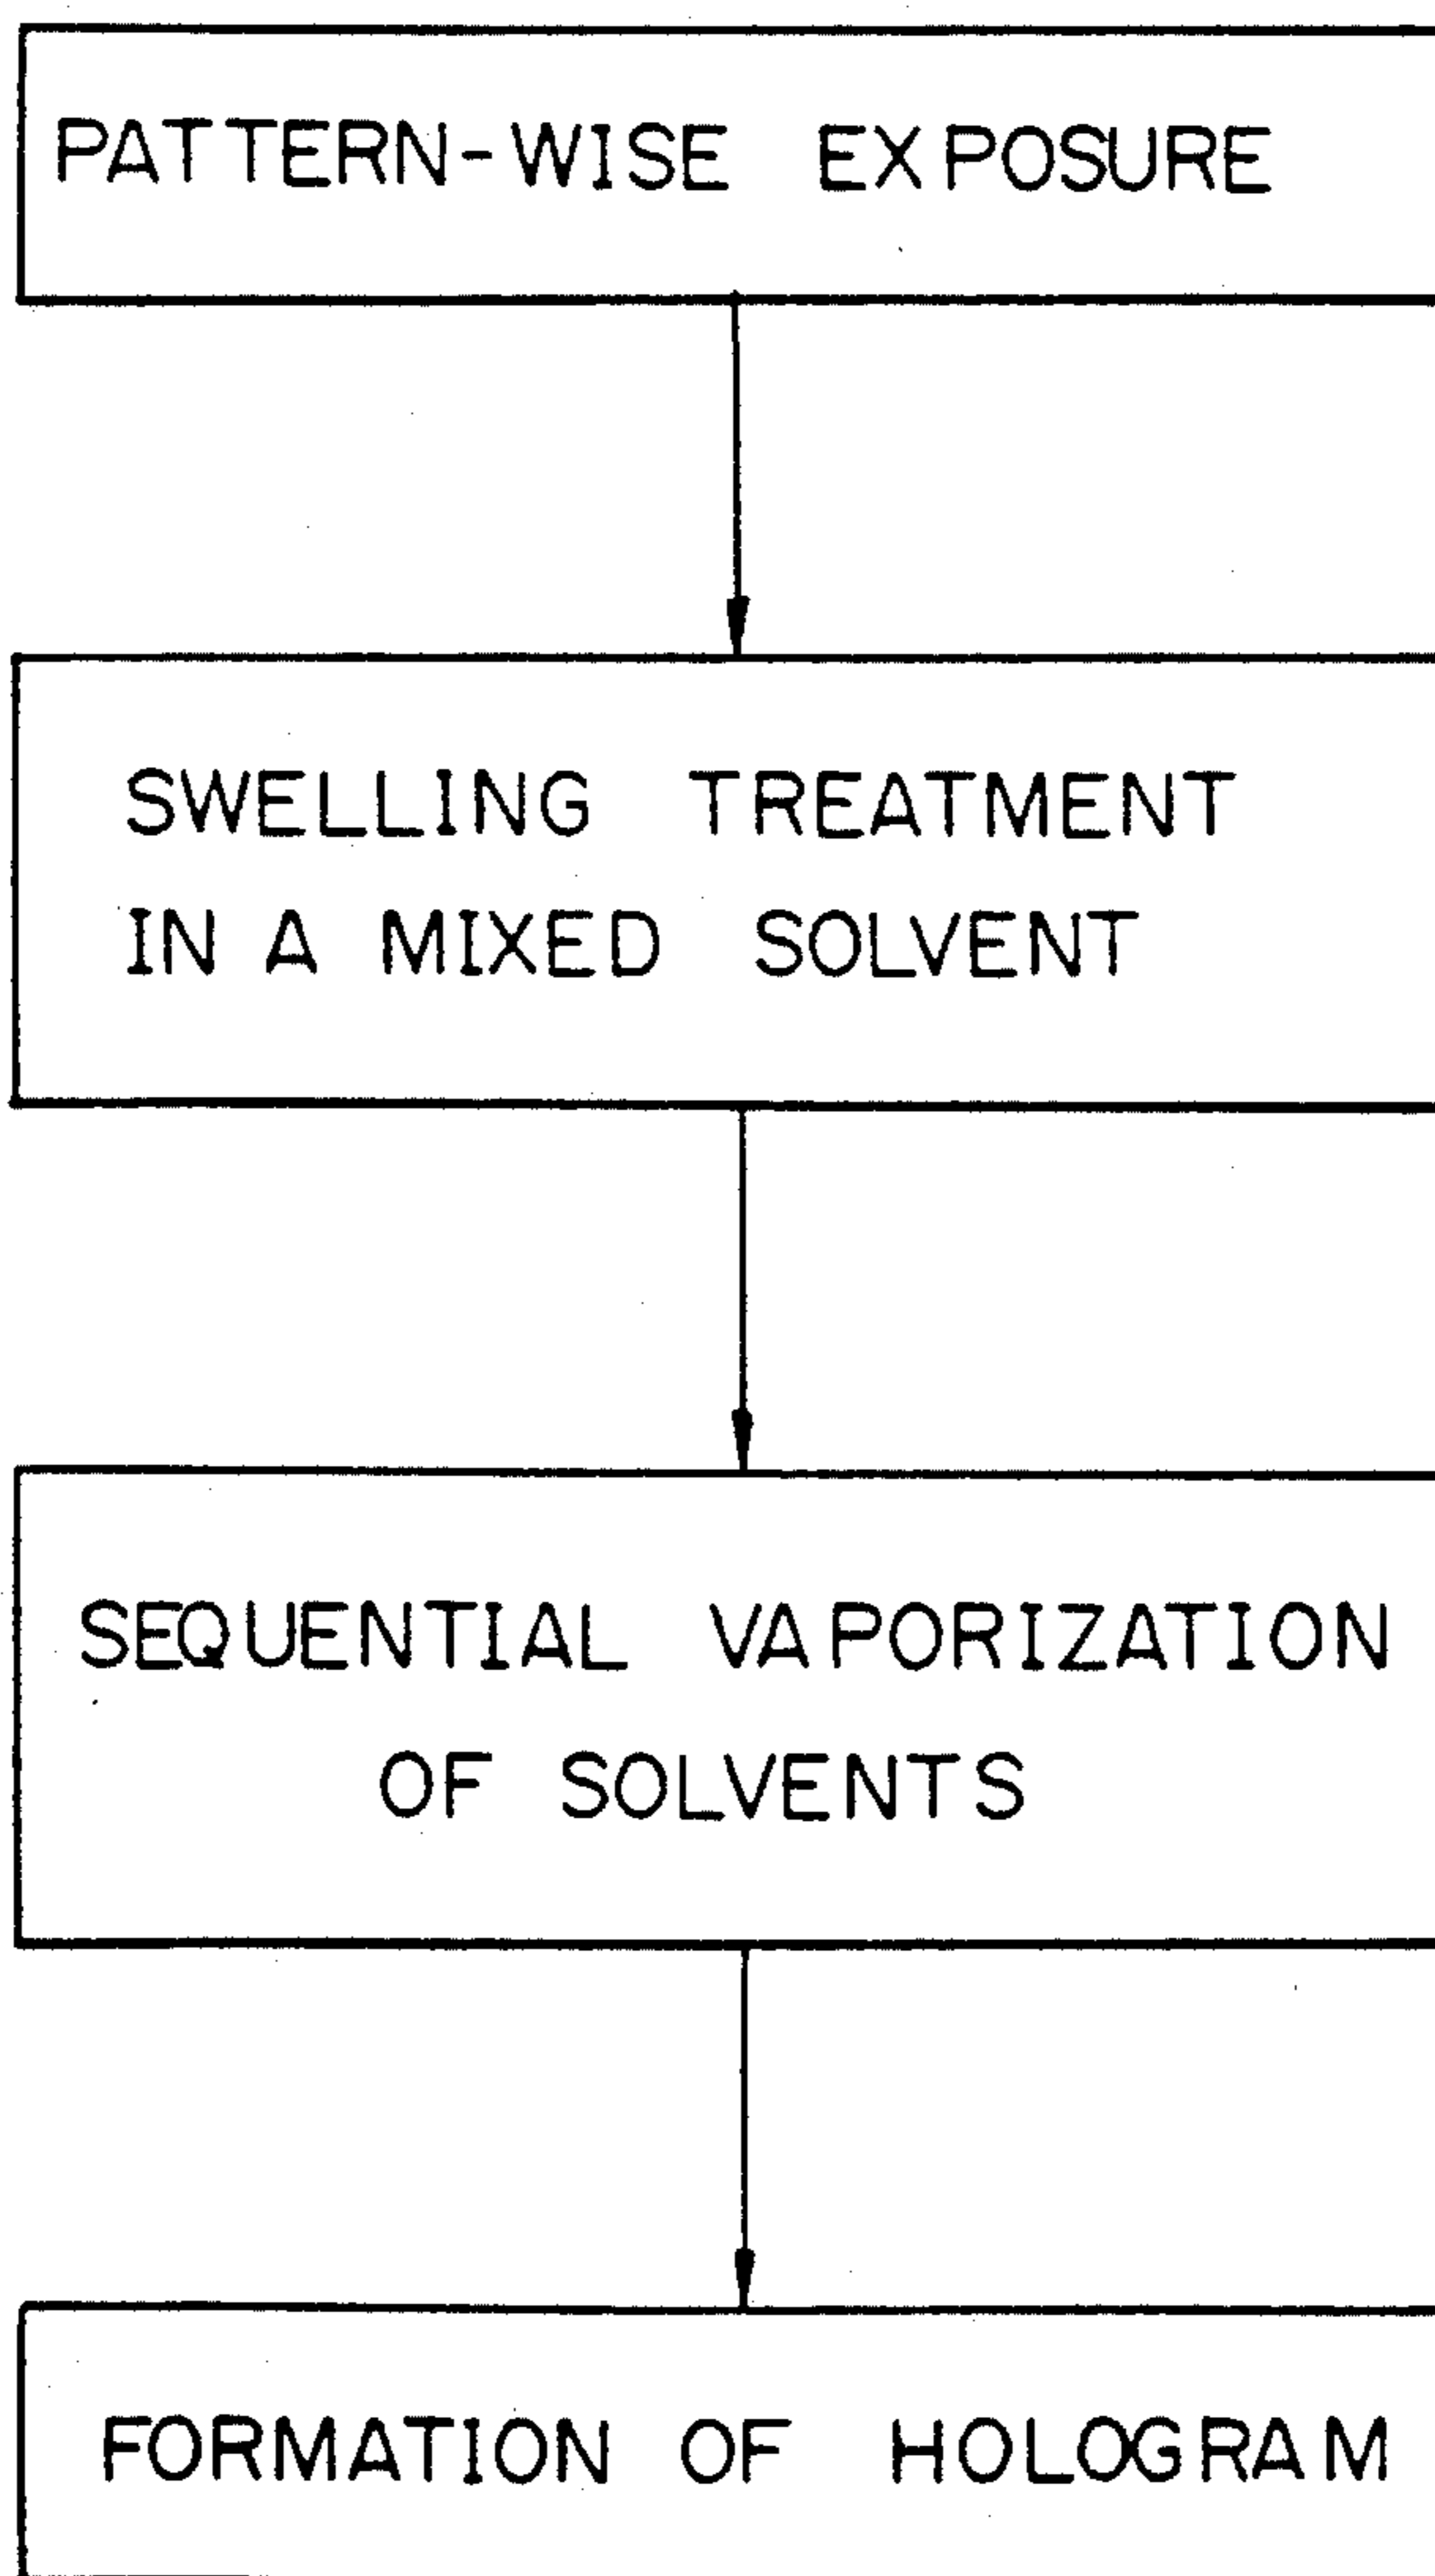 PATTERN-WISE EXPOSURE
SWELLING TREATMENT
IN A MIXED SOLVENT
SEQUENTIAL VAPORIZATION
OF SOLVENTS
FORMATION OF HOLOGRAM